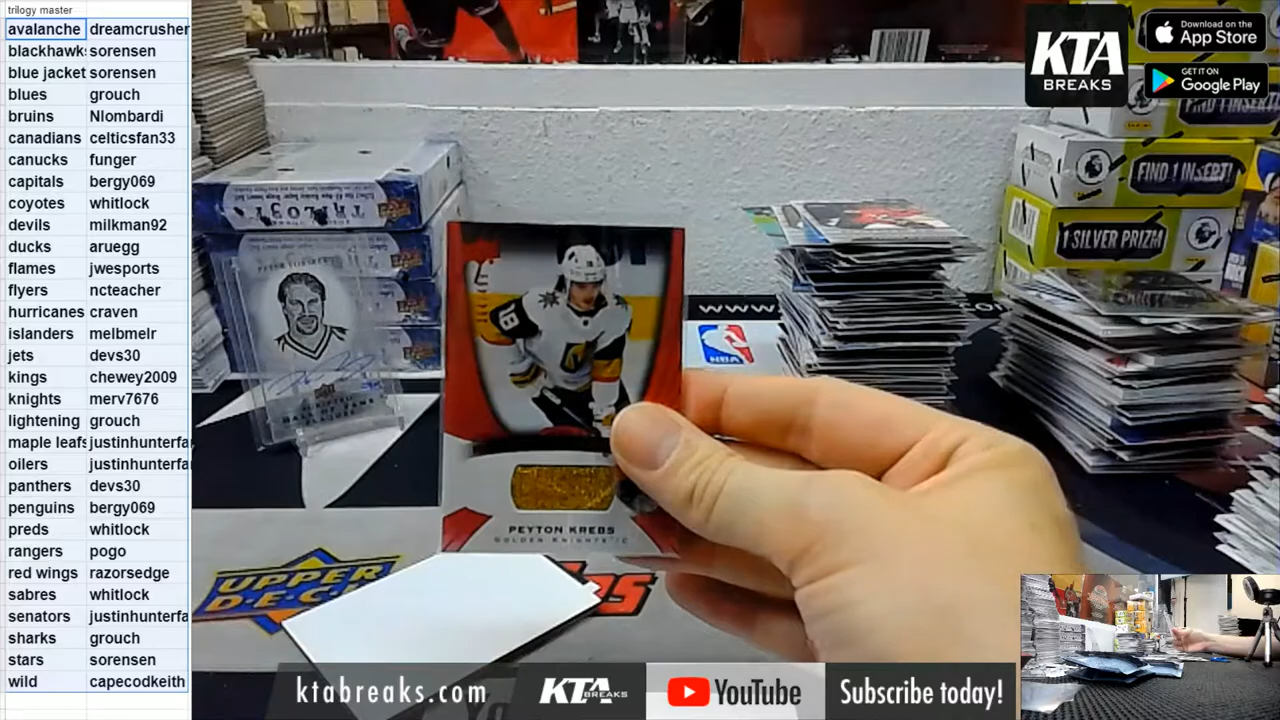 trilogy master
avalanche dreamcrusher
blackhawks sorensen
blue jacket sorensen
blues grouch
bruins Nlombardi
canadians celticsfan33
canucks funger
capitals bergy069
coyotes whitlock
devils milkman92
ducks aruegg
flames jwesports
flyers ncteacher
hurricanes craven
islanders melbmelr
jets devs30
kings chewey2009
knights merv7676
lightening grouch
maple leafs justinhunterfa
oilers justinhunterfa
panthers devs30
penguins bergy069
preds whitlock
rangers pogo
red wings razorsedge
sabres whitlock
senators justinhunterfa
sharks grouch
stars sorensen
wild capecodkeith
KTA
BREAKS
Download on the
App Store
GET IT ON
Google Play
FIND 1 INSERT!
1 SILVER PRIZM
TRILOGY
WWW
NBA
18
PEYTON KREBS
GOLDEN KNIGHTS
UPPER
DECK
ktabreaks.com
KTA
BREAKS
YouTube
Subscribe today!